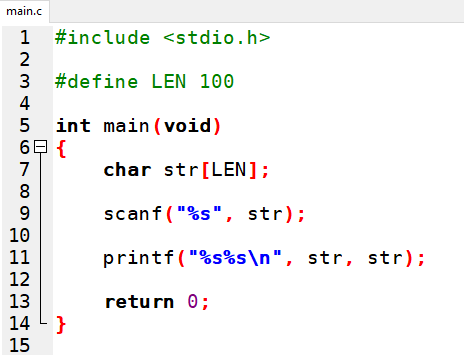 main.c
1 #include <stdio.h>
2
3 #define LEN 100
4
5 int main(void)
6 {
7     char str[LEN];
8
9     scanf("%s", str);
10
11     printf("%s%s\n", str, str);
12
13     return 0;
14 }
15